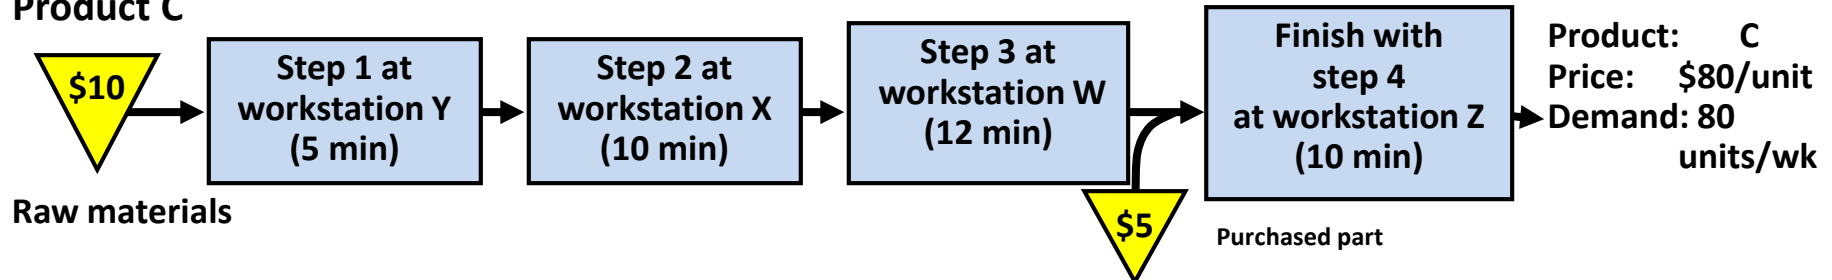 Product C
$10
Raw materials
Step 1 at
workstation Y
(5 min)
Step 2 at
workstation X
(10 min)
Step 3 at
workstation W
(12 min)
$5
Purchased part
Finish with
step 4
at workstation Z
(10 min)
Product: C
Price: $80/unit
Demand: 80
units/wk